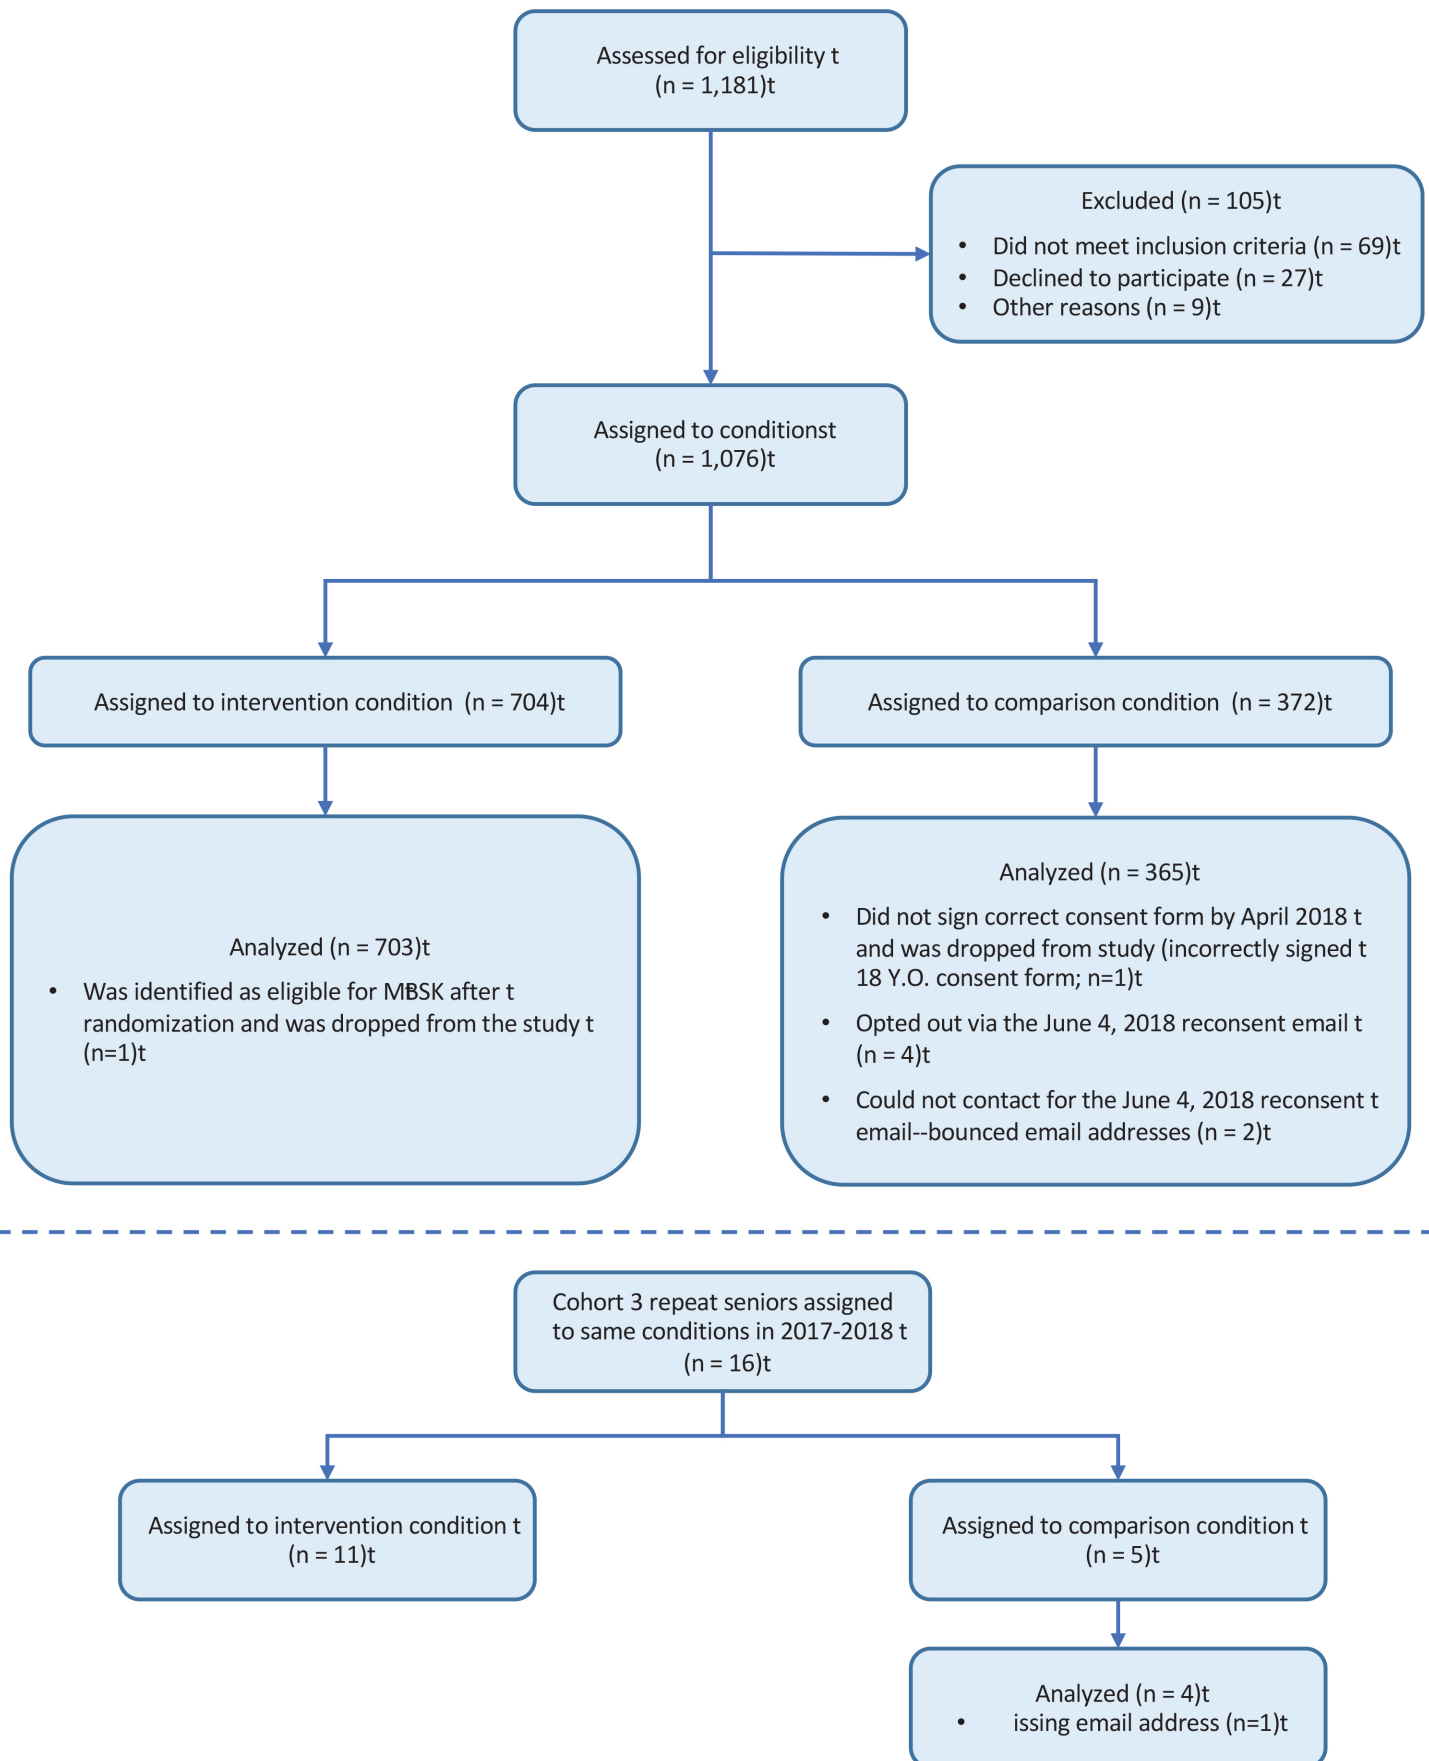 Assessed for eligibility t
(n = 1,181)t
Excluded (n = 105)t
• Did not meet inclusion criteria (n = 69)t
• Declined to participate (n = 27)t
• Other reasons (n = 9)t
Assigned to conditionst
(n = 1,076)t
Assigned to intervention condition (n = 704)t
Assigned to comparison condition (n = 372)t
Analyzed (n = 703)t
• Was identified as eligible for MtBSK after t
randomization and was dropped from the study t
(n=1)t
Analyzed (n = 365)t
• Did not sign correct consent form by April 2018 t
and was dropped from study (incorrectly signed t
18 Y.O. consent form; n=1)t
• Opted out via the June 4, 2018 reconsent email t
(n = 4)t
• Could not contact for the June 4, 2018 reconsent t
email--bounced email addresses (n = 2)t
Cohort 3 repeat seniors assigned
to same conditions in 2017-2018 t
(n = 16)t
Assigned to intervention condition t
(n = 11)t
Assigned to comparison condition t
(n = 5)t
Analyzed (n = 4)t
• issing email address (n=1)t